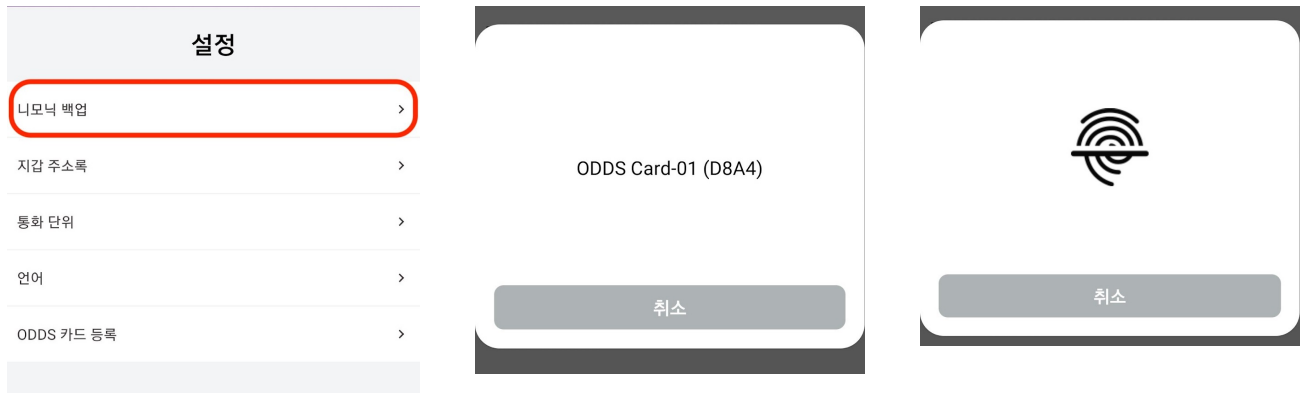 설정
니모닉 백업
지갑 주소록
통화 단위
언어
ODDS 카드 등록
ODDS Card-01 (D8A4)
취소
취소